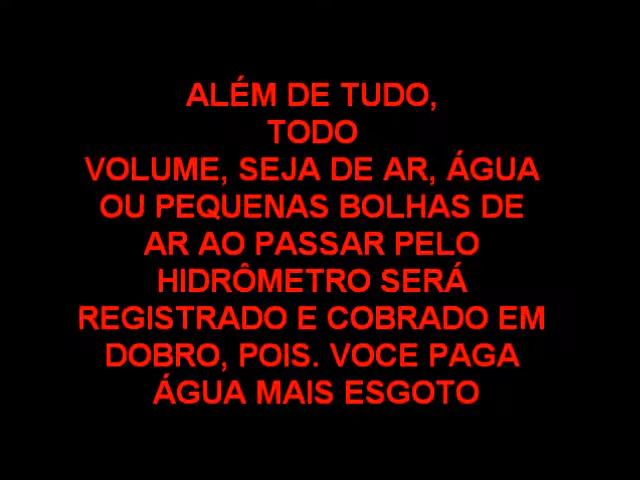 ALÉM DE TUDO,
TODO
VOLUME, SEJA DE AR, ÁGUA
OU PEQUENAS BOLHAS DE
AR AO PASSAR PELO
HIDRÔMETRO SERÁ
REGISTRADO E COBRADO EM
DOBRO, POIS. VOCE PAGA
ÁGUA MAIS ESGOTO